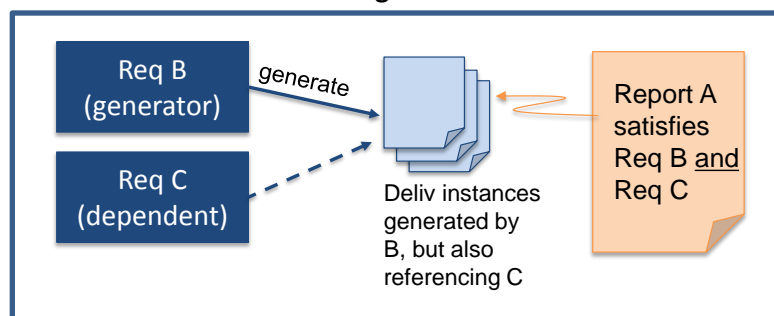 Req B
(generator)
generate
Req C
(dependent)
Deliv instances
generated by
B, but also
referencing C
Report A
satisfies
Req B and
Req C